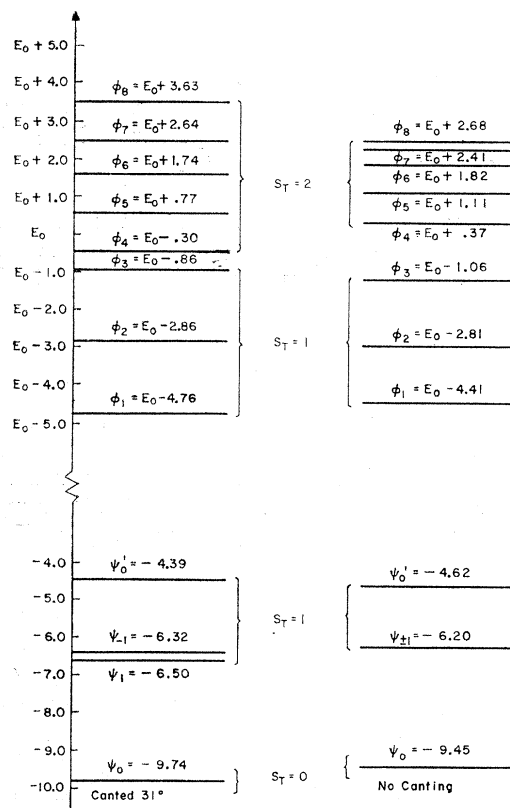 E₀ + 5.0
E₀ + 4.0
E₀ + 3.0
E₀ + 2.0
E₀ + 1.0
E₀
E₀ − 1.0
E₀ − 2.0
E₀ − 3.0
E₀ − 4.0
E₀ − 5.0
−4.0
−5.0
−6.0
−7.0
−8.0
−9.0
−10.0
ϕ₈ = E₀ + 3.63
ϕ₇ = E₀ + 2.64
ϕ₆ = E₀ + 1.74
ϕ₅ = E₀ + .77
ϕ₄ = E₀ − .30
ϕ₃ = E₀ − .86
ϕ₂ = E₀ − 2.86
ϕ₁ = E₀ − 4.76
ψ₀' = − 4.39
ψ₋₁ = − 6.32
ψ₁ = − 6.50
ψ₀ = − 9.74
Canted 31°
S_T = 2
S_T = 1
S_T = 1
S_T = 0
ϕ₈ = E₀ + 2.68
ϕ₇ = E₀ + 2.41
ϕ₆ = E₀ + 1.82
ϕ₅ = E₀ + 1.11
ϕ₄ = E₀ + .37
ϕ₃ = E₀ − 1.06
ϕ₂ = E₀ − 2.81
ϕ₁ = E₀ − 4.41
ψ₀' = − 4.62
ψ±₁ = − 6.20
ψ₀ = − 9.45
No Canting